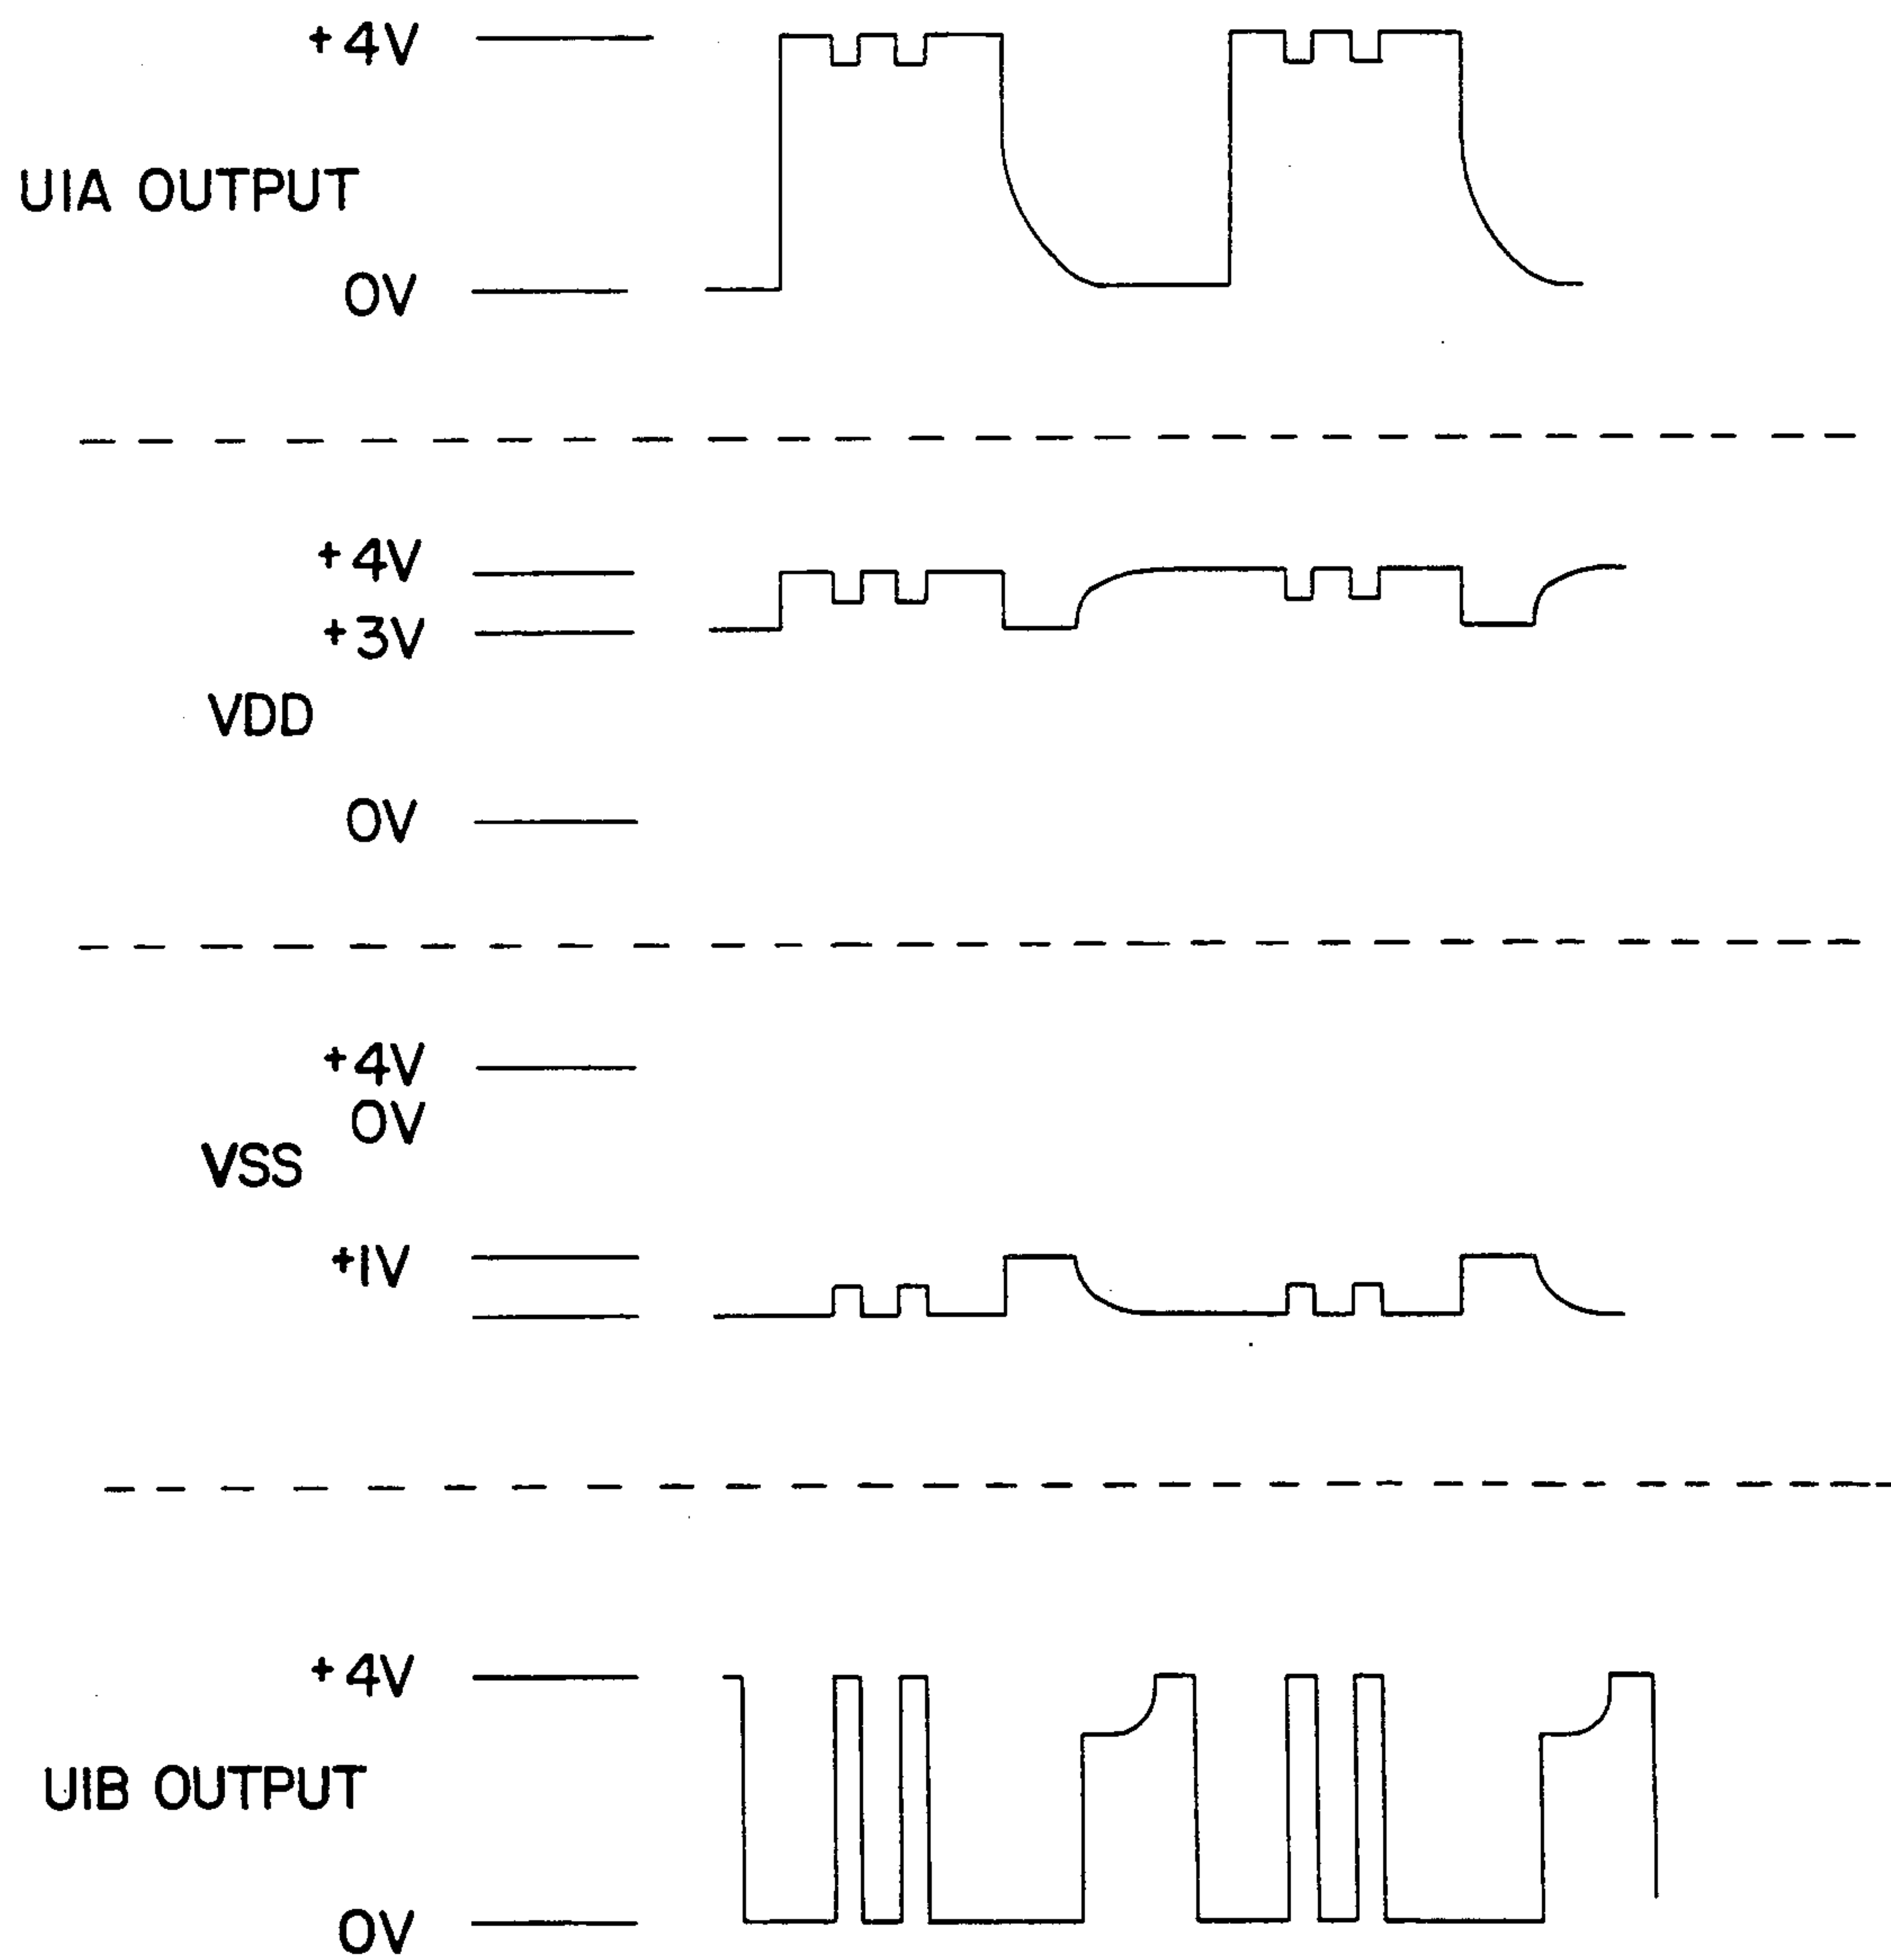 +4V
UIA OUTPUT
0V
+4V
+3V
VDD
0V
+4V
0V
VSS
+1V
+4V
UIB OUTPUT
0V